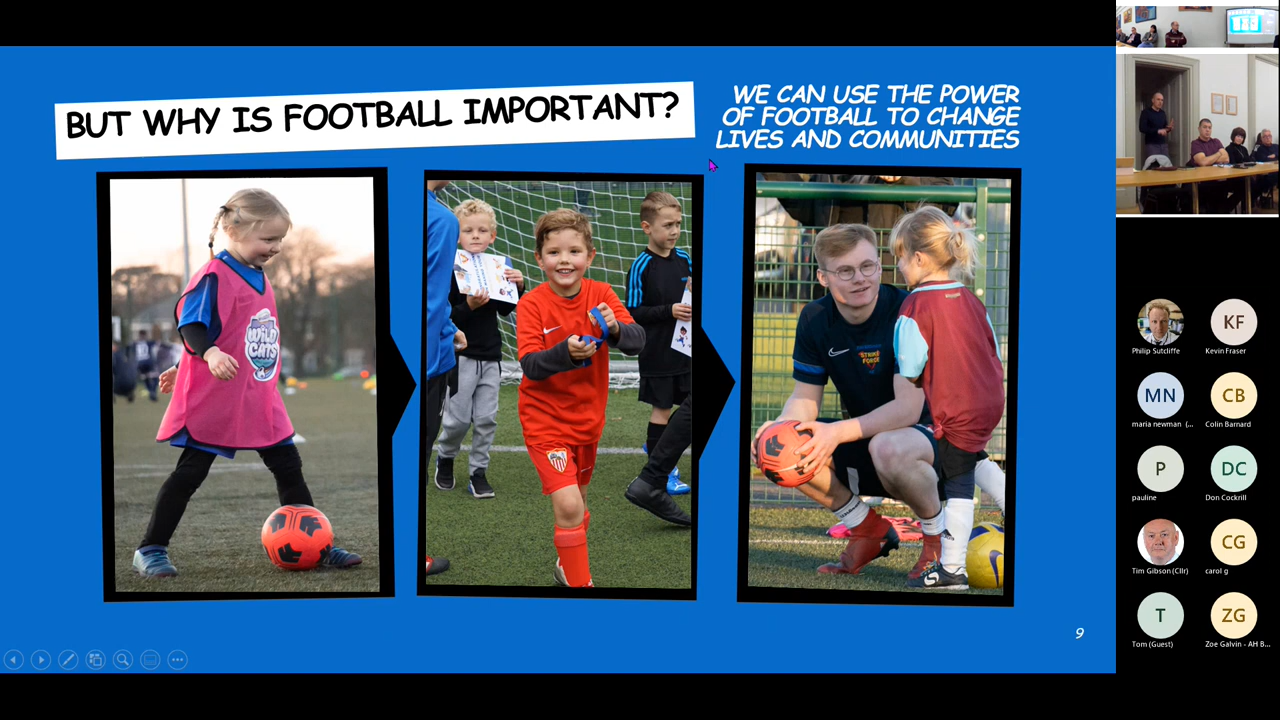 BUT WHY IS FOOTBALL IMPORTANT?
WE CAN USE THE POWER
OF FOOTBALL TO CHANGE
LIVES AND COMMUNITIES
WILD
CATS
STRIKE
FORCE
9
Philip Sutcliffe
KF
Kevin Fraser
MN
maria newman (...
CB
Colin Barnard
P
pauline
DC
Don Cockrill
Tim Gibson (Cllr)
CG
carol g
T
Tom (Guest)
ZG
Zoe Galvin - AH B...